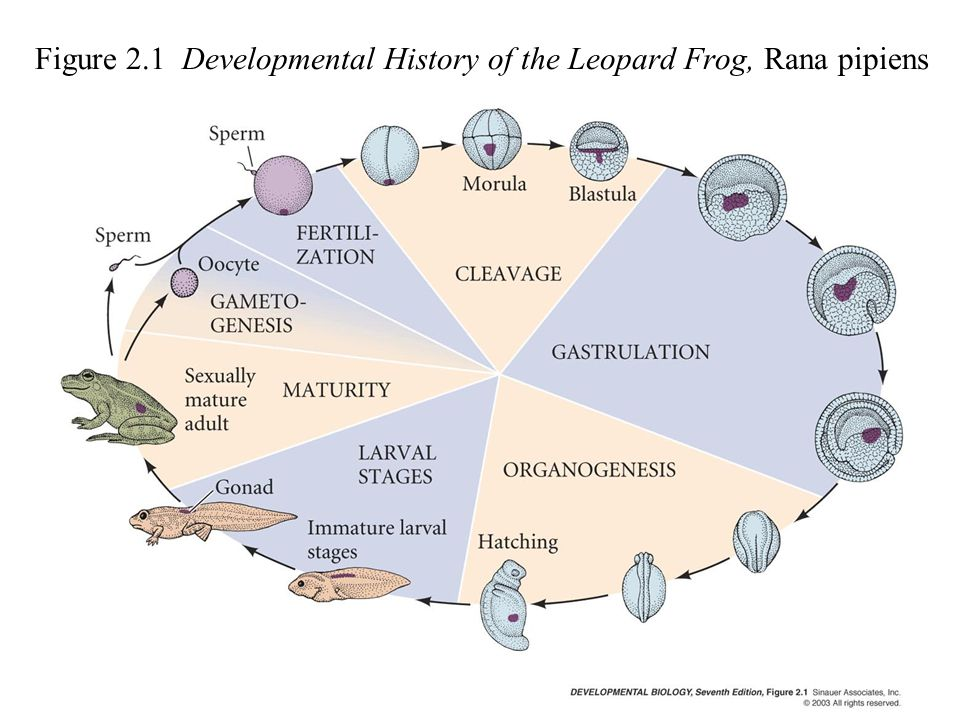 Figure 2.1 Developmental History of the Leopard Frog, Rana pipiens
Sperm
Morula
Blastula
Sperm
FERTILI-
ZATION
Oocyte
CLEAVAGE
GAMETO-
GENESIS
GASTRULATION
Sexually
mature
adult
MATURITY
LARVAL
STAGES
ORGANOGENESIS
Gonad
Immature larval
stages
Hatching
DEVELOPMENTAL BIOLOGY, Seventh Edition, Figure 2.1 Sinauer Associates, Inc.
© 2003 All rights reserved.